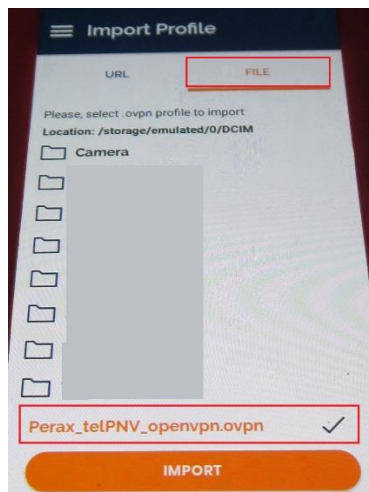 Import Profile
URL FILE
Please, select .ovpn profile to import
Location: /storage/emulated/0/DCIM
Camera
Perax_telPNV_openvpn.ovpn
IMPORT